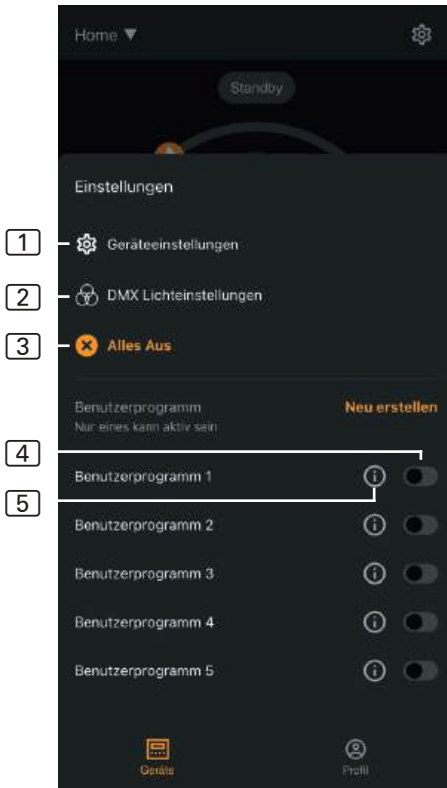 Home ▼
Standby
Einstellungen
1 Geräteeinstellungen
2 DMX Lichteinstellungen
3 Alles Aus
Benutzerprogramm Neu erstellen
Nur eines kann aktiv sein
4
Benutzerprogramm 1
5
Benutzerprogramm 2
Benutzerprogramm 3
Benutzerprogramm 4
Benutzerprogramm 5
Geräte Profil